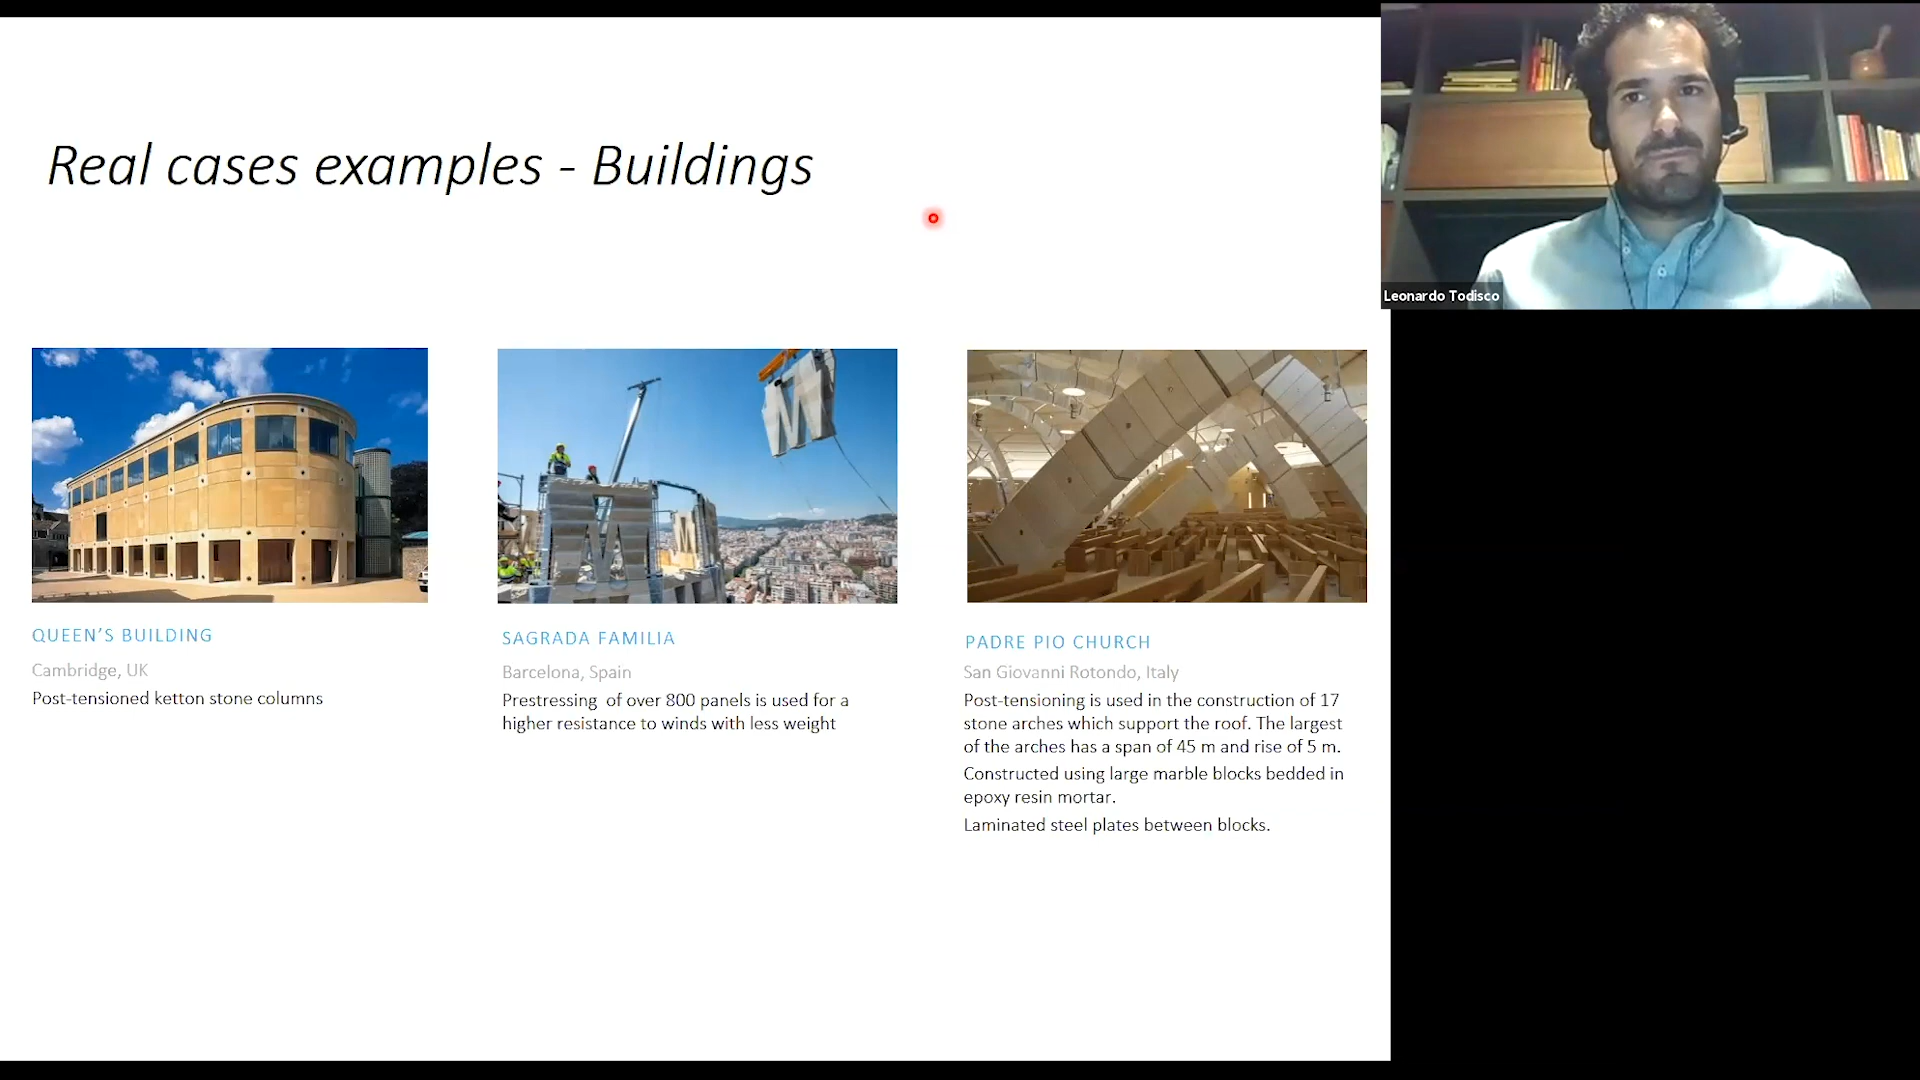 Real cases examples - Buildings
Leonardo Todisco
QUEEN’S BUILDING
Cambridge, UK
Post-tensioned ketton stone columns
SAGRADA FAMILIA
Barcelona, Spain
Prestressing of over 800 panels is used for a
higher resistance to winds with less weight
PADRE PIO CHURCH
San Giovanni Rotondo, Italy
Post-tensioning is used in the construction of 17
stone arches which support the roof. The largest
of the arches has a span of 45 m and rise of 5 m.
Constructed using large marble blocks bedded in
epoxy resin mortar.
Laminated steel plates between blocks.